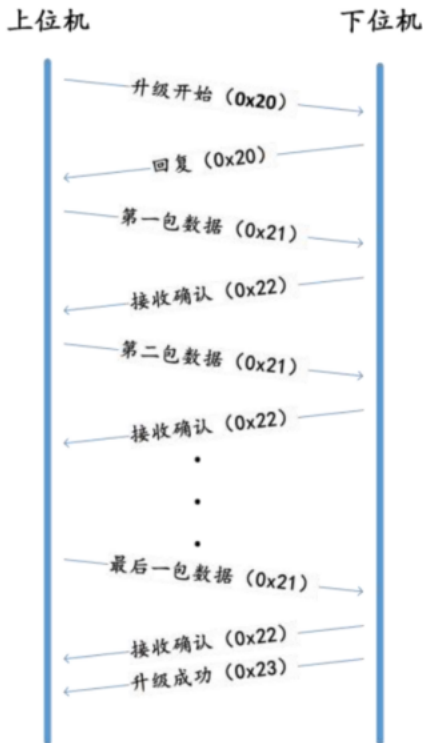 上位机 下位机
升级开始（0x20）
回复（0x20）
第一包数据（0x21）
接收确认（0x22）
第二包数据（0x21）
接收确认（0x22）
最后一包数据（0x21）
接收确认（0x22）
升级成功（0x23）